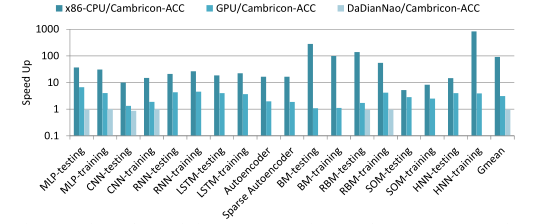 x86-CPU/Cambricon-ACC GPU/Cambricon-ACC DaDianNao/Cambricon-ACC
Speed Up
1000
100
10
1
0.1
MLP-testing
MLP-training
CNN-testing
CNN-training
RNN-testing
RNN-training
LSTM-testing
LSTM-training
Autoencoder
Sparse Autoencoder
BM-testing
BM-training
RBM-testing
RBM-training
SOM-testing
SOM-training
HNN-testing
HNN-training
Gmean